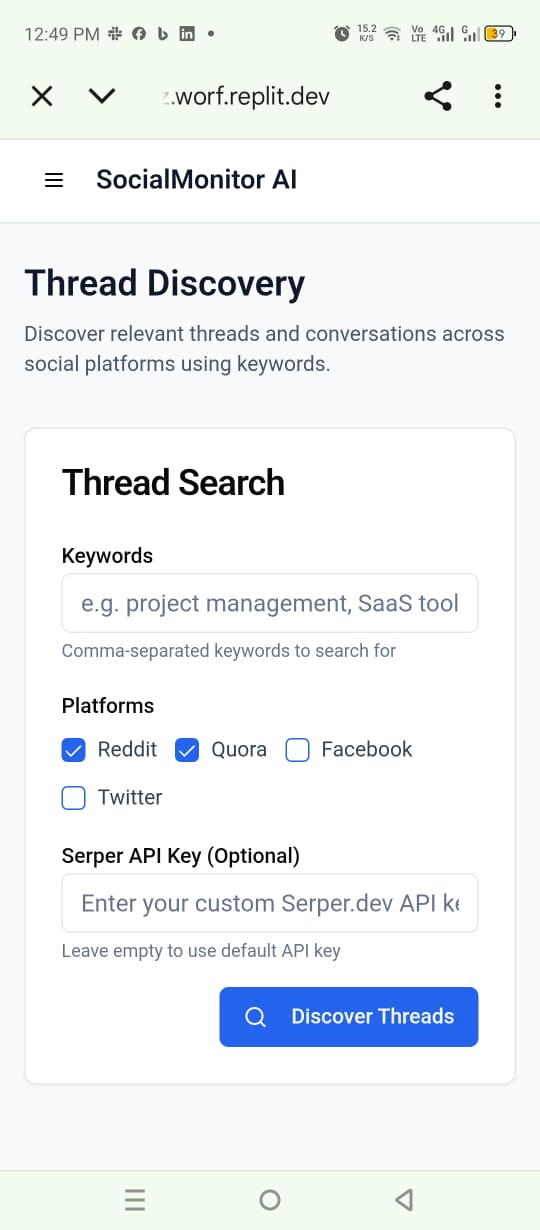 12:49 PM
15.2
K/S
Vo
LTE
4G
G
39
.worf.replit.dev
SocialMonitor AI
Thread Discovery
Discover relevant threads and conversations across
social platforms using keywords.
Thread Search
Keywords
e.g. project management, SaaS tool
Comma-separated keywords to search for
Platforms
Reddit
Quora
Facebook
Twitter
Serper API Key (Optional)
Enter your custom Serper.dev API ke
Leave empty to use default API key
Discover Threads